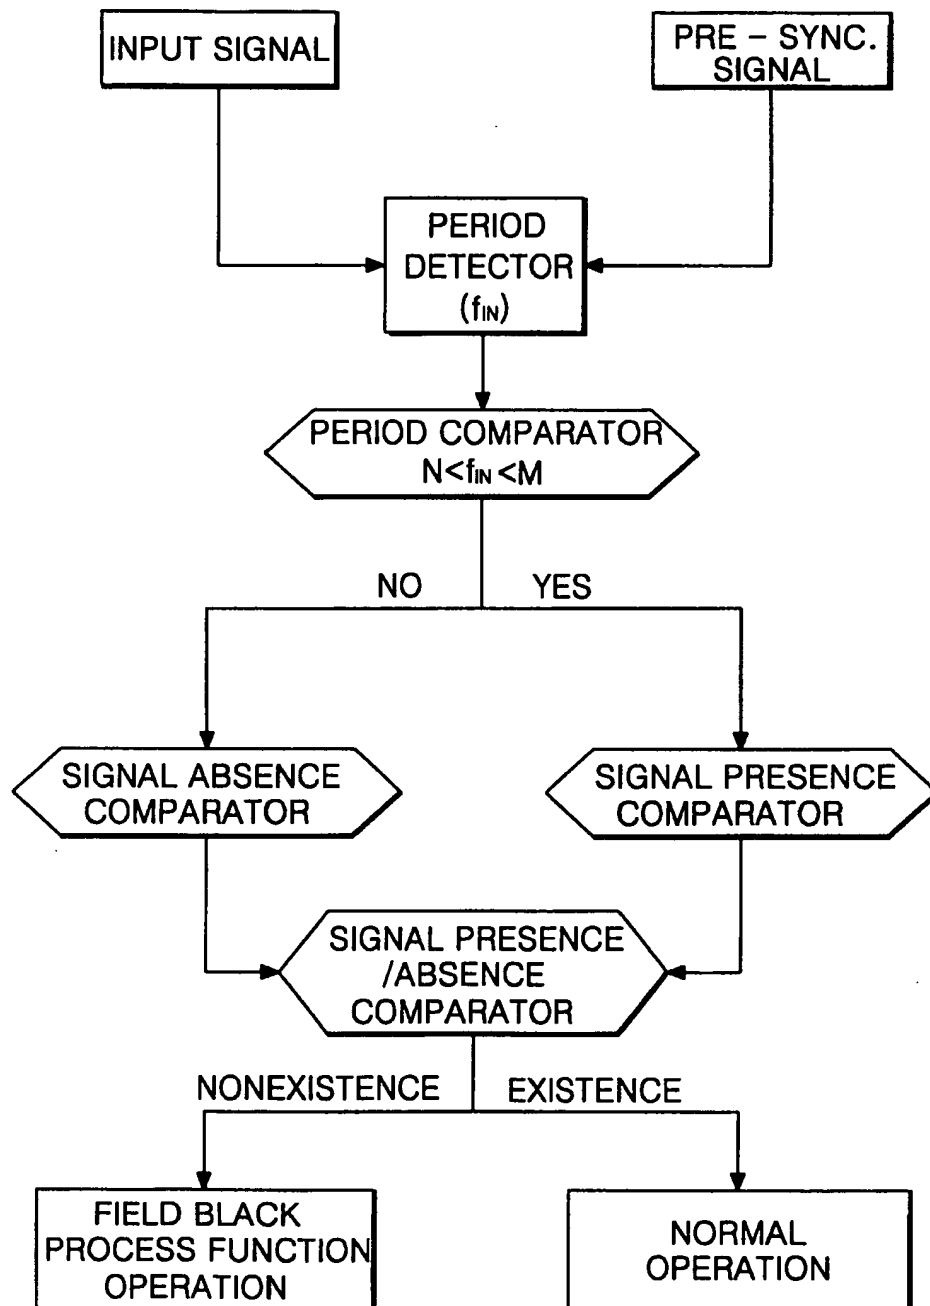 INPUT SIGNAL
PRE - SYNC.
SIGNAL
PERIOD
DETECTOR
(fIN)
PERIOD COMPARATOR
N<fIN<M
NO
YES
SIGNAL ABSENCE
COMPARATOR
SIGNAL PRESENCE
COMPARATOR
SIGNAL PRESENCE
/ABSENCE
COMPARATOR
NONEXISTENCE
EXISTENCE
FIELD BLACK
PROCESS FUNCTION
OPERATION
NORMAL
OPERATION